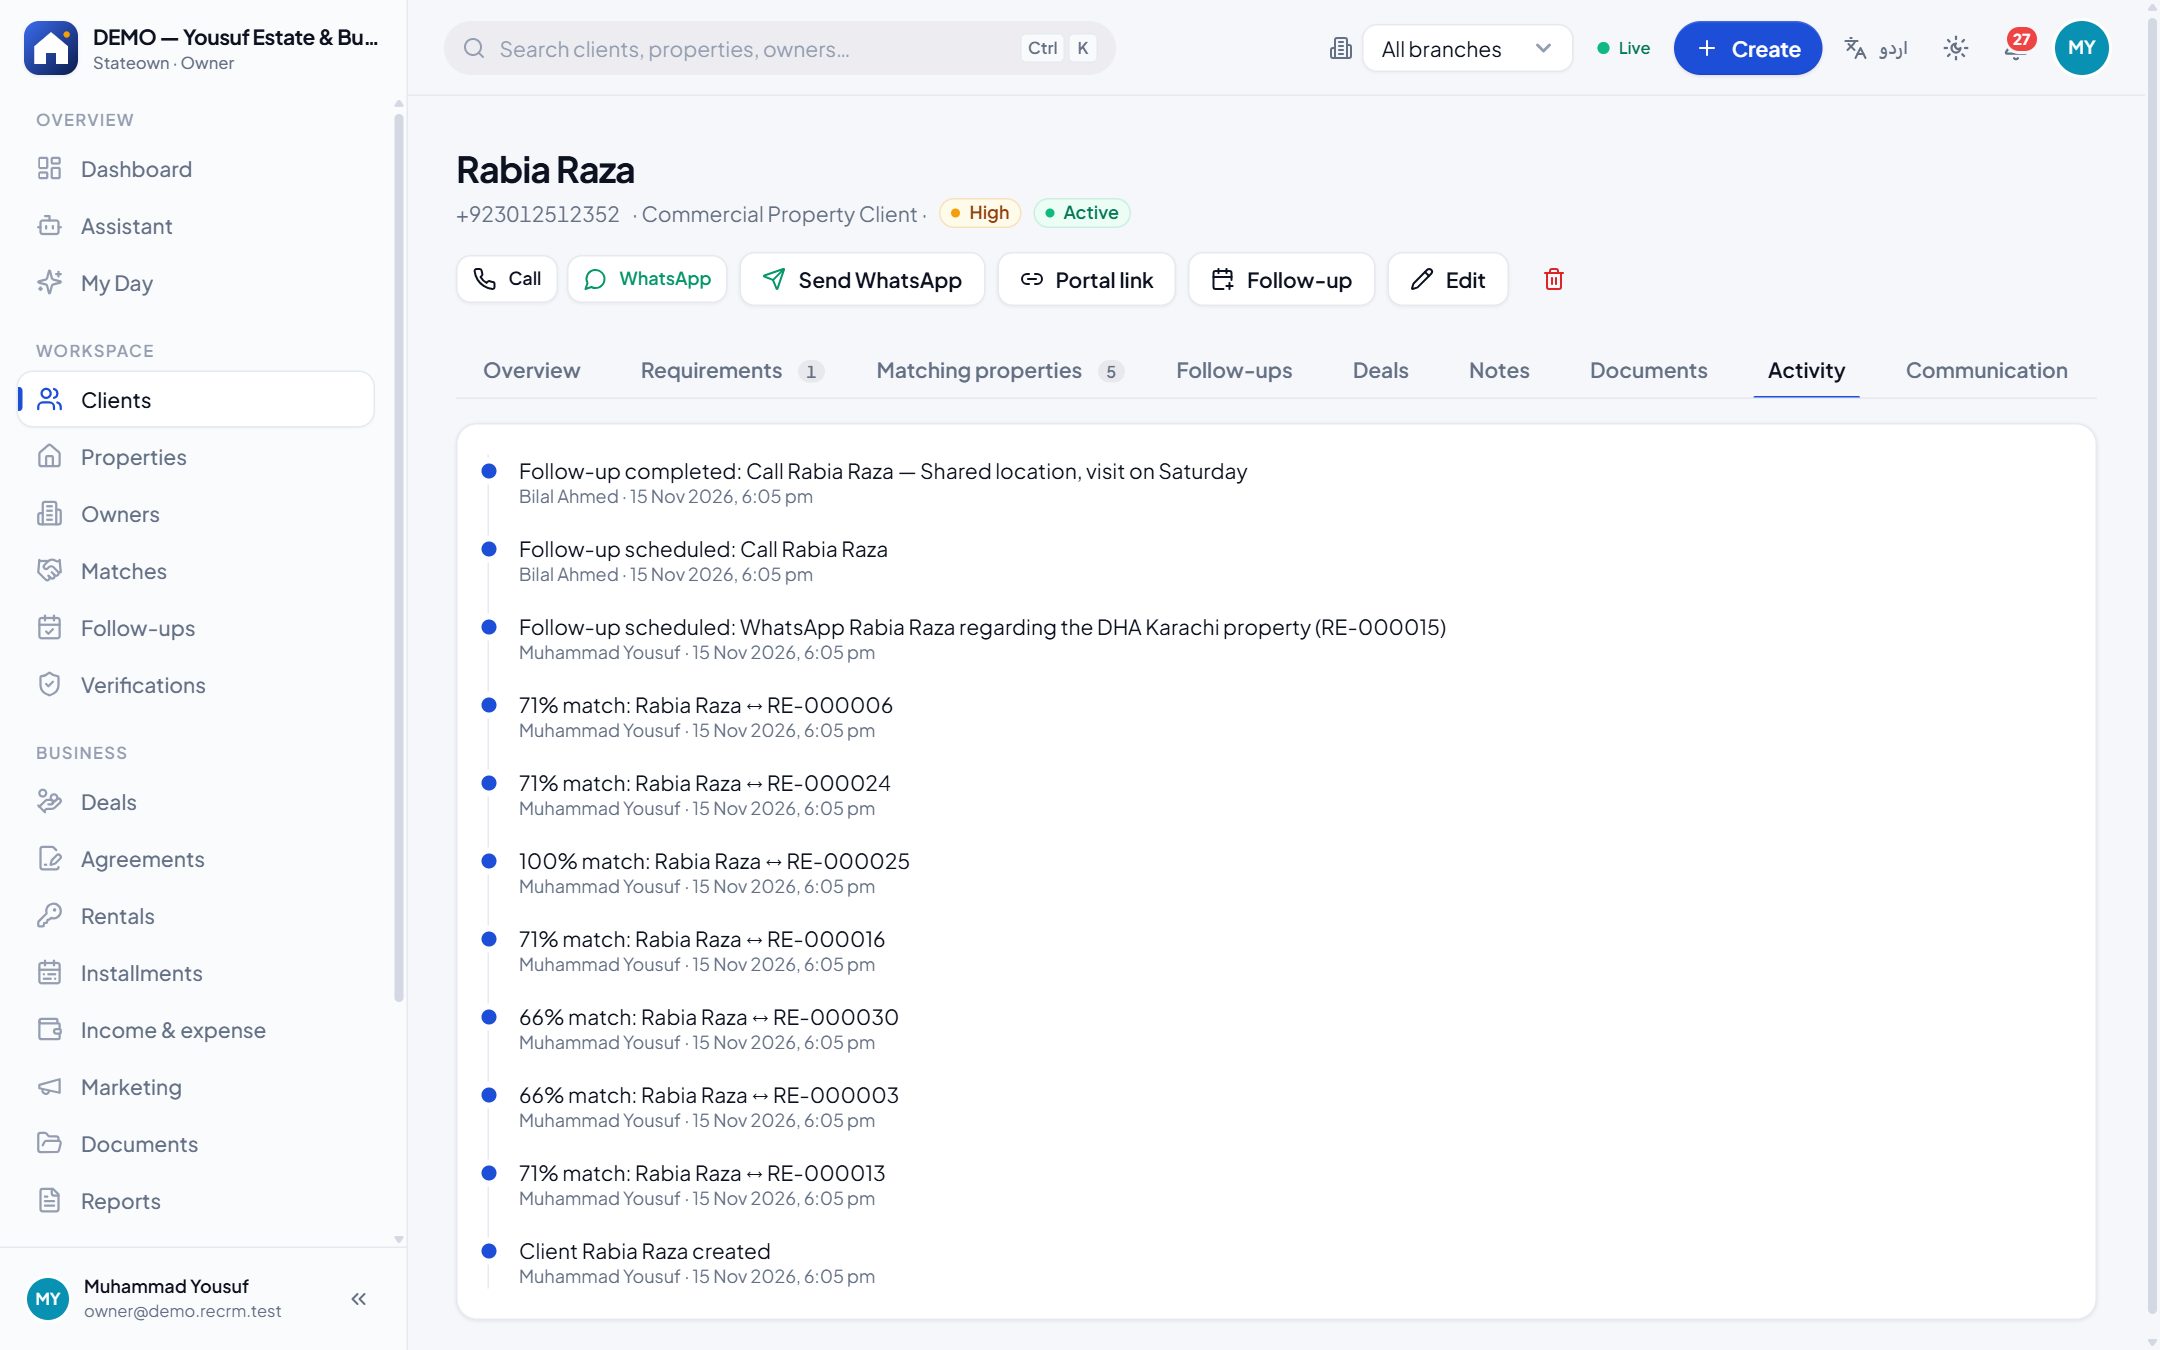 DEMO — Yousuf Estate & Bu...
Stateown · Owner
OVERVIEW
Dashboard
Assistant
My Day
WORKSPACE
Clients
Properties
Owners
Matches
Follow-ups
Verifications
BUSINESS
Deals
Agreements
Rentals
Installments
Income & expense
Marketing
Documents
Reports
MY
Muhammad Yousuf
owner@demo.recrm.test
Search clients, properties, owners...
Ctrl K
All branches
Live
Create
اردو
27
MY
Rabia Raza
+923012512352 · Commercial Property Client · High Active
Call
WhatsApp
Send WhatsApp
Portal link
Follow-up
Edit
Overview
Requirements 1
Matching properties 5
Follow-ups
Deals
Notes
Documents
Activity
Communication
Follow-up completed: Call Rabia Raza — Shared location, visit on Saturday
Bilal Ahmed · 15 Nov 2026, 6:05 pm
Follow-up scheduled: Call Rabia Raza
Bilal Ahmed · 15 Nov 2026, 6:05 pm
Follow-up scheduled: WhatsApp Rabia Raza regarding the DHA Karachi property (RE-000015)
Muhammad Yousuf · 15 Nov 2026, 6:05 pm
71% match: Rabia Raza ↔ RE-000006
Muhammad Yousuf · 15 Nov 2026, 6:05 pm
71% match: Rabia Raza ↔ RE-000024
Muhammad Yousuf · 15 Nov 2026, 6:05 pm
100% match: Rabia Raza ↔ RE-000025
Muhammad Yousuf · 15 Nov 2026, 6:05 pm
71% match: Rabia Raza ↔ RE-000016
Muhammad Yousuf · 15 Nov 2026, 6:05 pm
66% match: Rabia Raza ↔ RE-000030
Muhammad Yousuf · 15 Nov 2026, 6:05 pm
66% match: Rabia Raza ↔ RE-000003
Muhammad Yousuf · 15 Nov 2026, 6:05 pm
71% match: Rabia Raza ↔ RE-000013
Muhammad Yousuf · 15 Nov 2026, 6:05 pm
Client Rabia Raza created
Muhammad Yousuf · 15 Nov 2026, 6:05 pm